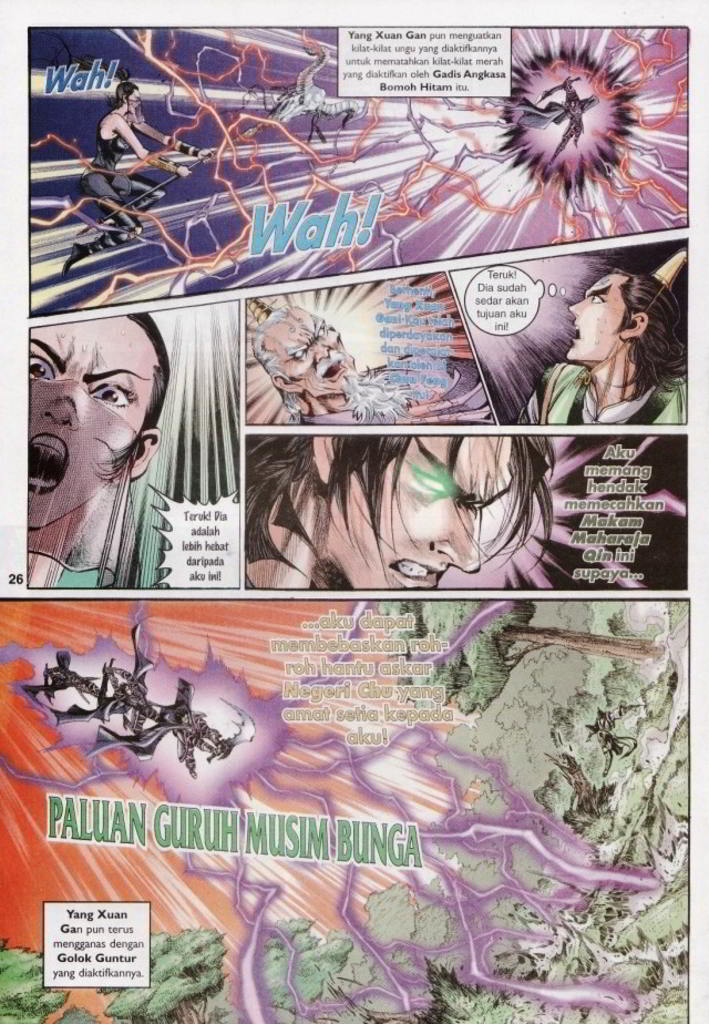 Yang Xuan Gan pun menguatkan
kilat-kilat ungu yang diaktifkannya
untuk mematahkan kilat-kilat merah
yang diaktifkan oleh Gadis Angkasa
Bomoh Hitam itu.
Wah!
Wah!
Teruk!
Dia sudah
sedar akan
tujuan aku
ini!
Yang Xuan
diperdayakan
dan
Teruk! Dia
adalah
lebih hebat
daripada
aku ini!
Aku
memang
hendak
memecahkan
Makam
Maharaja
Qin ini
supaya...
26
...aku dapat
membebaskan roh-
roh hantu askar
Negeri Chu yang
amat setia kepada
aku!
PALUAN GURUH MUSIM BUNGA
Yang Xuan
Gan pun terus
mengganas dengan
Golok Guntur
yang diaktifkannya.